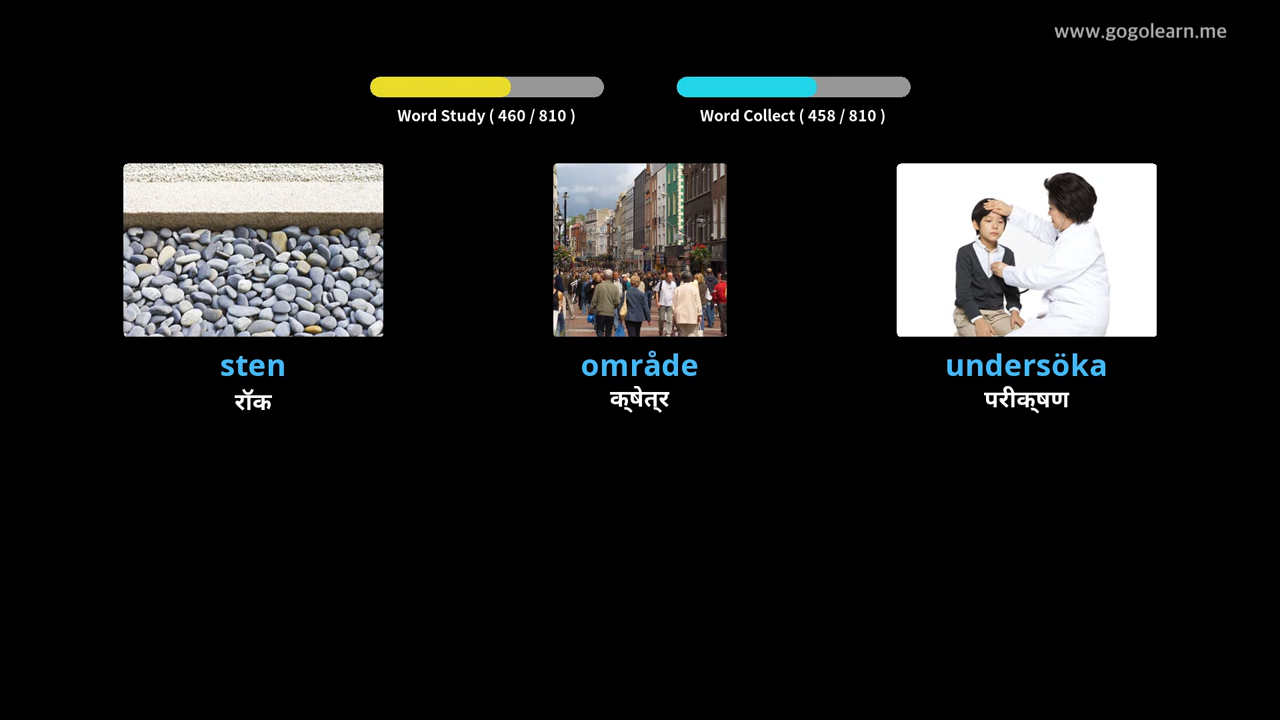 www.gogolearn.me
Word Study ( 460 / 810 )
Word Collect ( 458 / 810 )
sten
område
undersöka
रॉक
क्षेत्र
परीक्षण